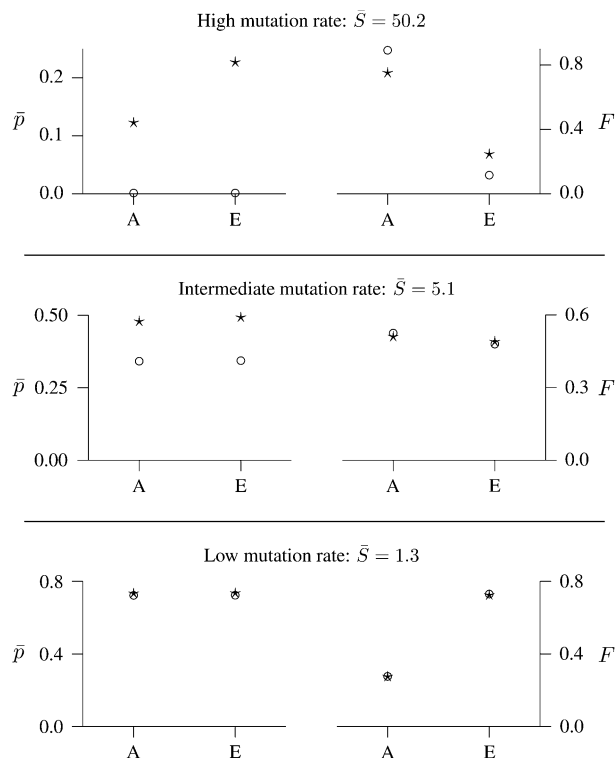 High mutation rate: S̄ = 50.2
0.2
0.8
p̄
0.1
0.4
F
0.0
0.0
A
E
A
E
Intermediate mutation rate: S̄ = 5.1
0.50
0.6
p̄
0.25
0.3
F
0.00
0.0
A
E
A
E
Low mutation rate: S̄ = 1.3
0.8
0.8
p̄
0.4
0.4
F
0.0
0.0
A
E
A
E